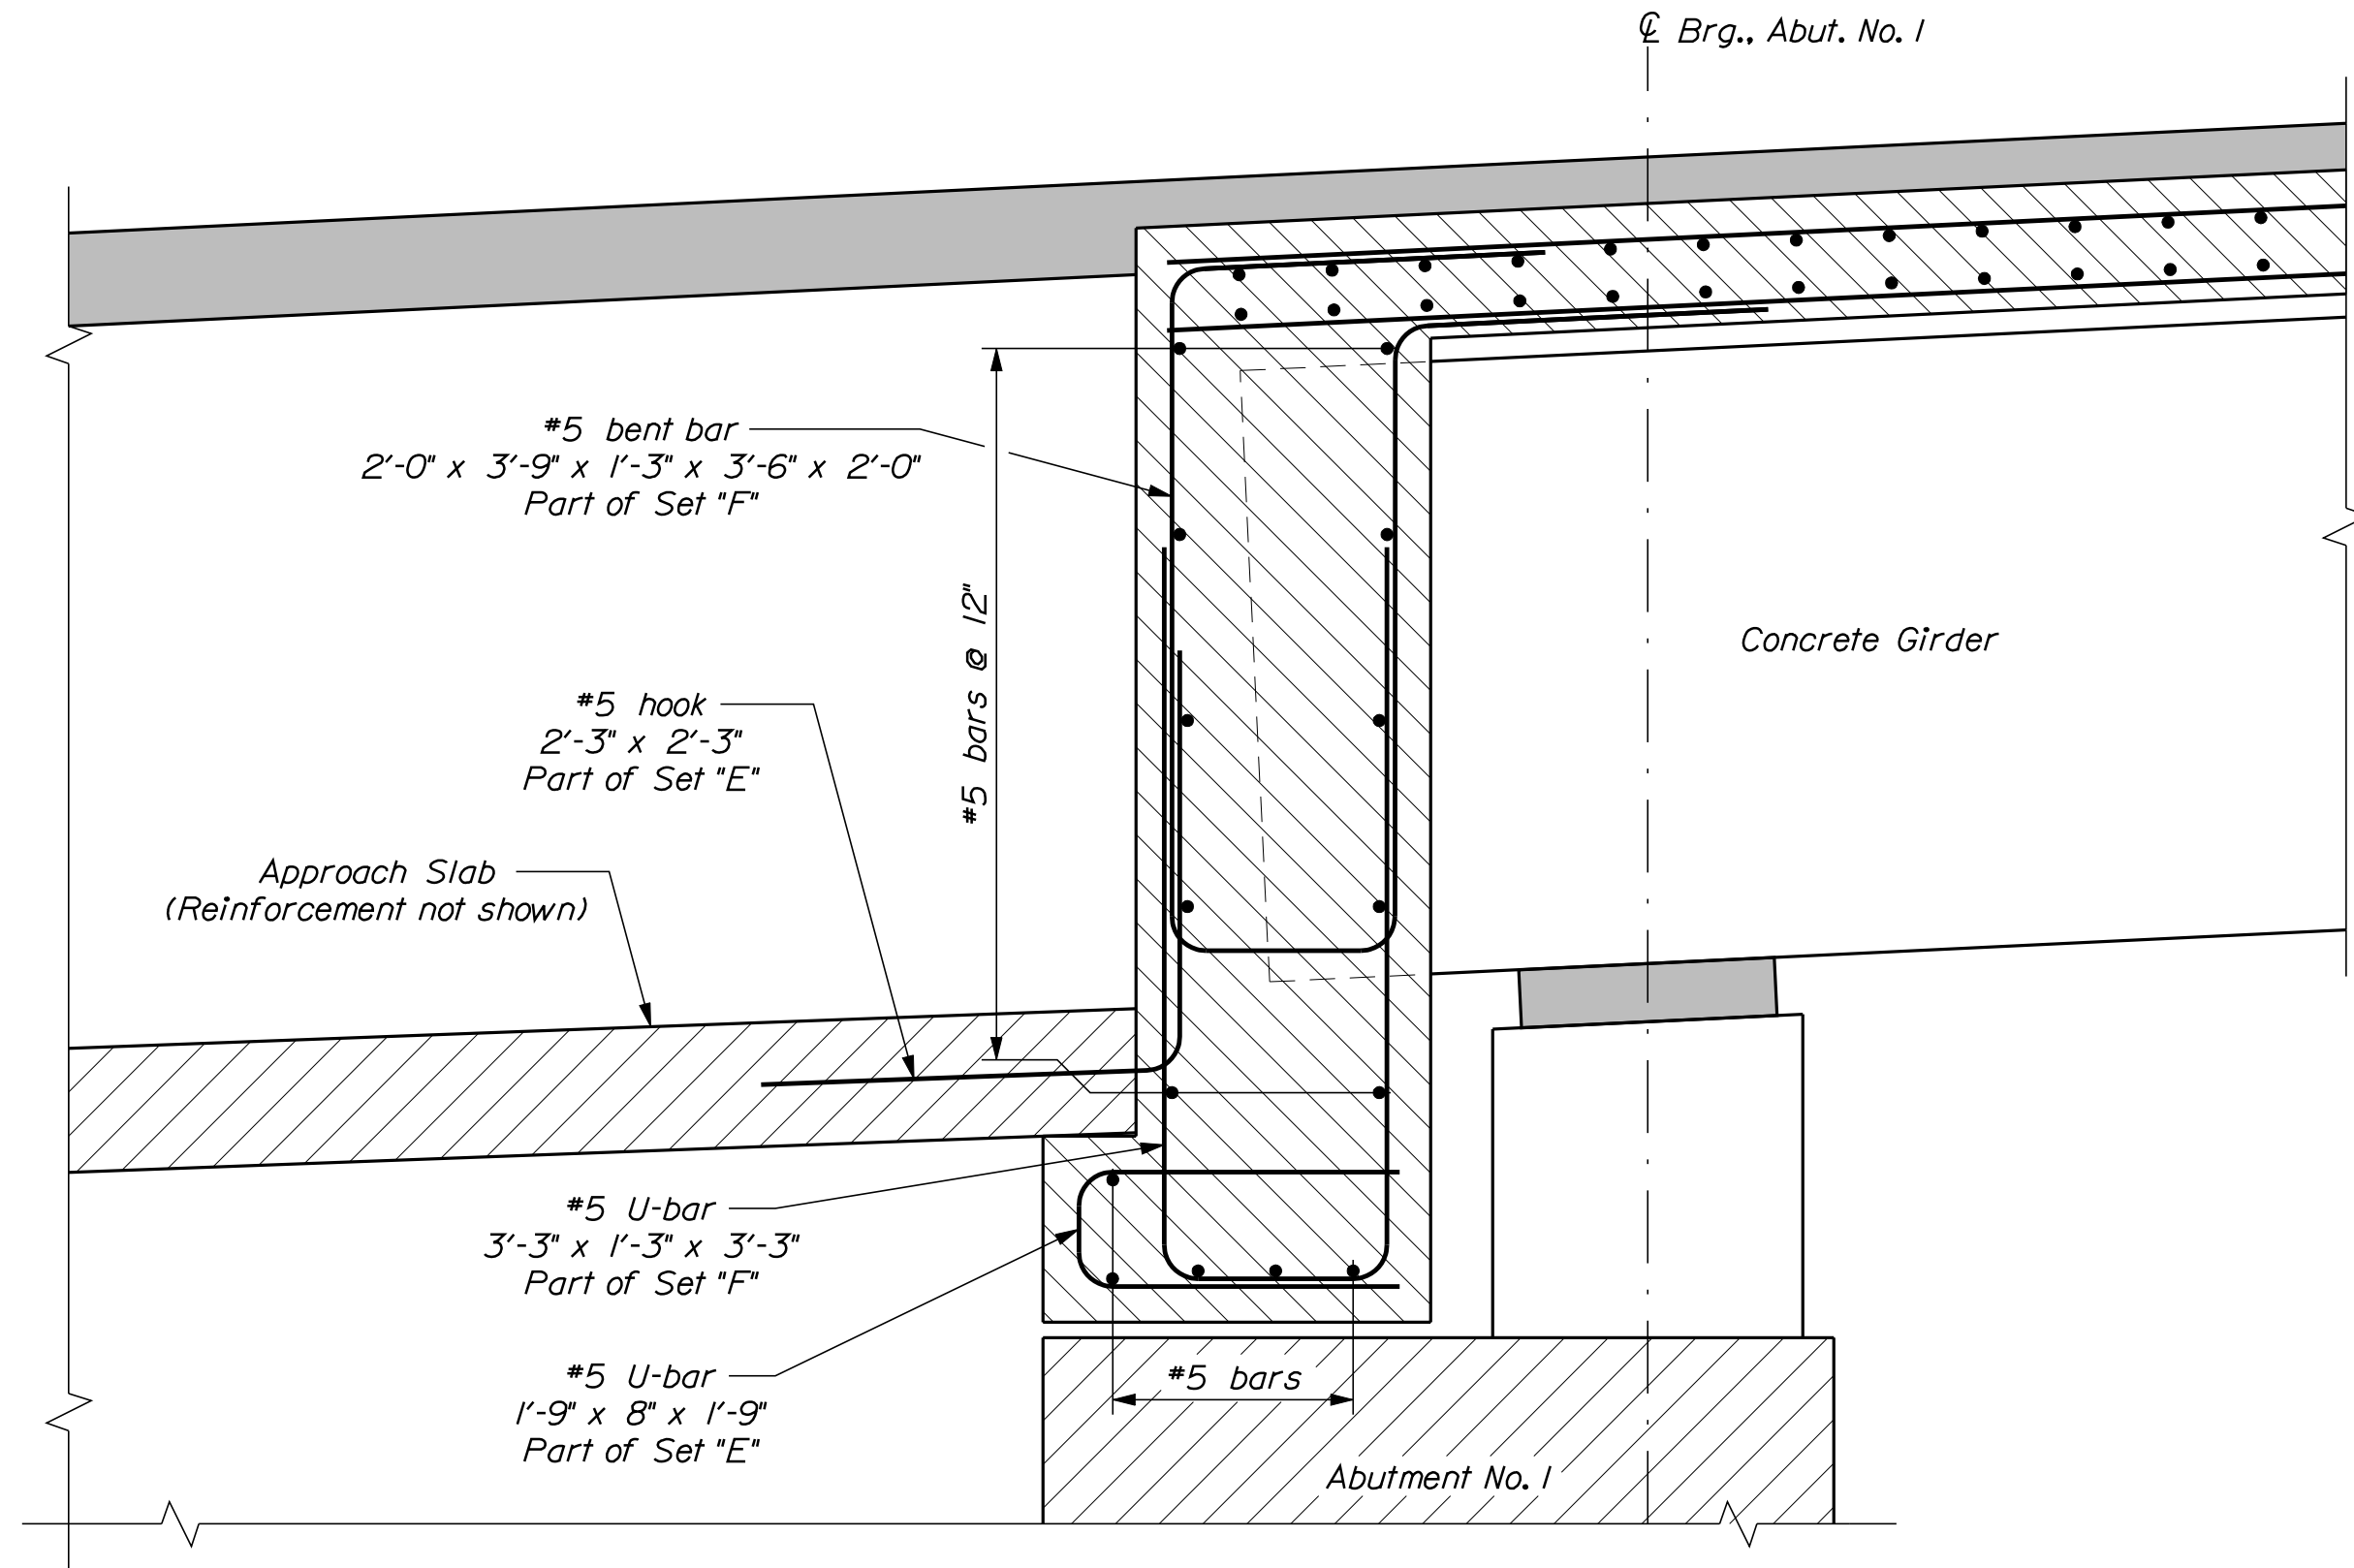 ℄ Brg., Abut. No. 1
#5 bent bar
2'-0" x 3'-9" x 1'-3" x 3'-6" x 2'-0"
Part of Set "F"
#5 bars @ 12"
Concrete Girder
#5 hook
2'-3" x 2'-3"
Part of Set "E"
Approach Slab
(Reinforcement not shown)
#5 U-bar
3'-3" x 1'-3" x 3'-3"
Part of Set "F"
#5 U-bar
1'-9" x 8" x 1'-9"
Part of Set "E"
#5 bars
Abutment No. 1